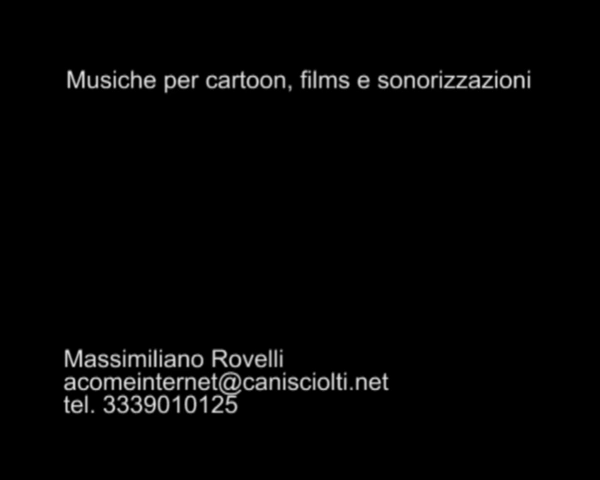 Musiche per cartoon, films e sonorizzazioni
Massimiliano Rovelli
acomeinternet@canisciolti.net
tel. 3339010125